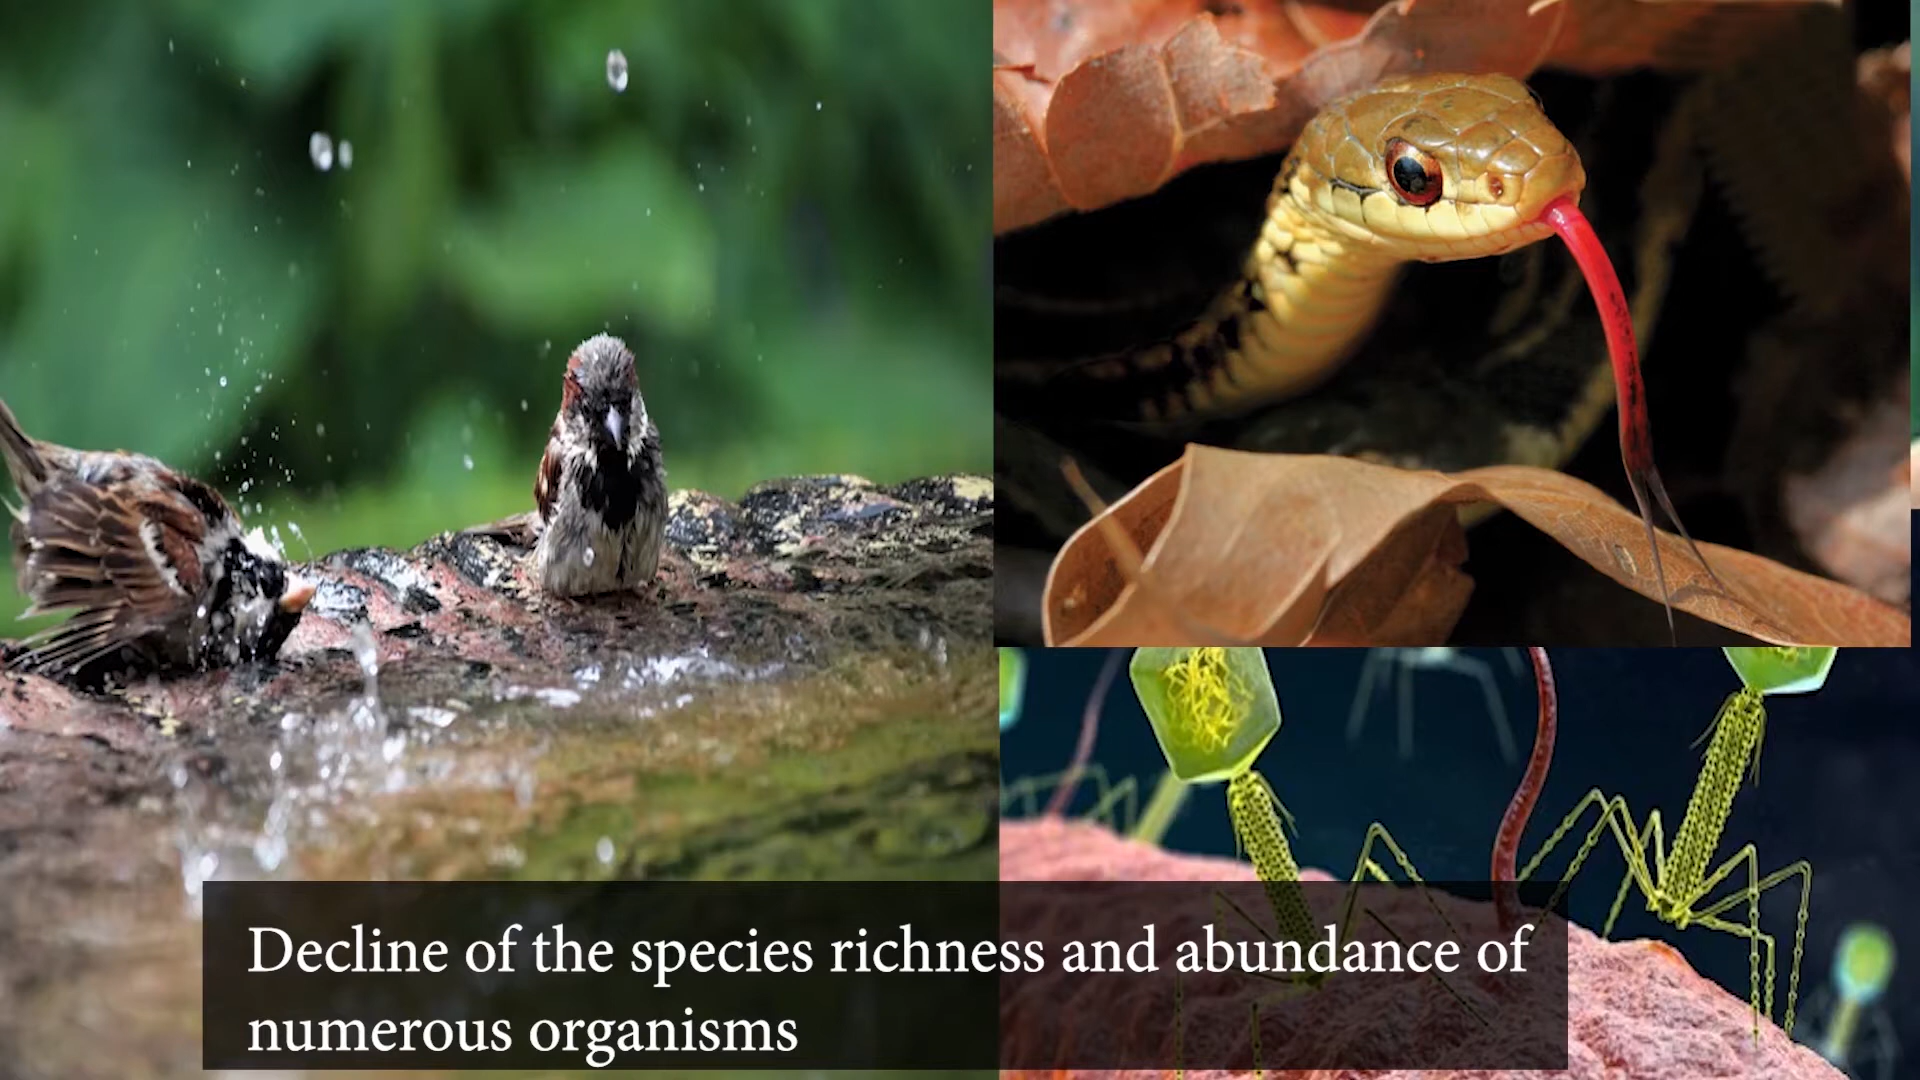 Decline of the species richness and abundance of
numerous organisms